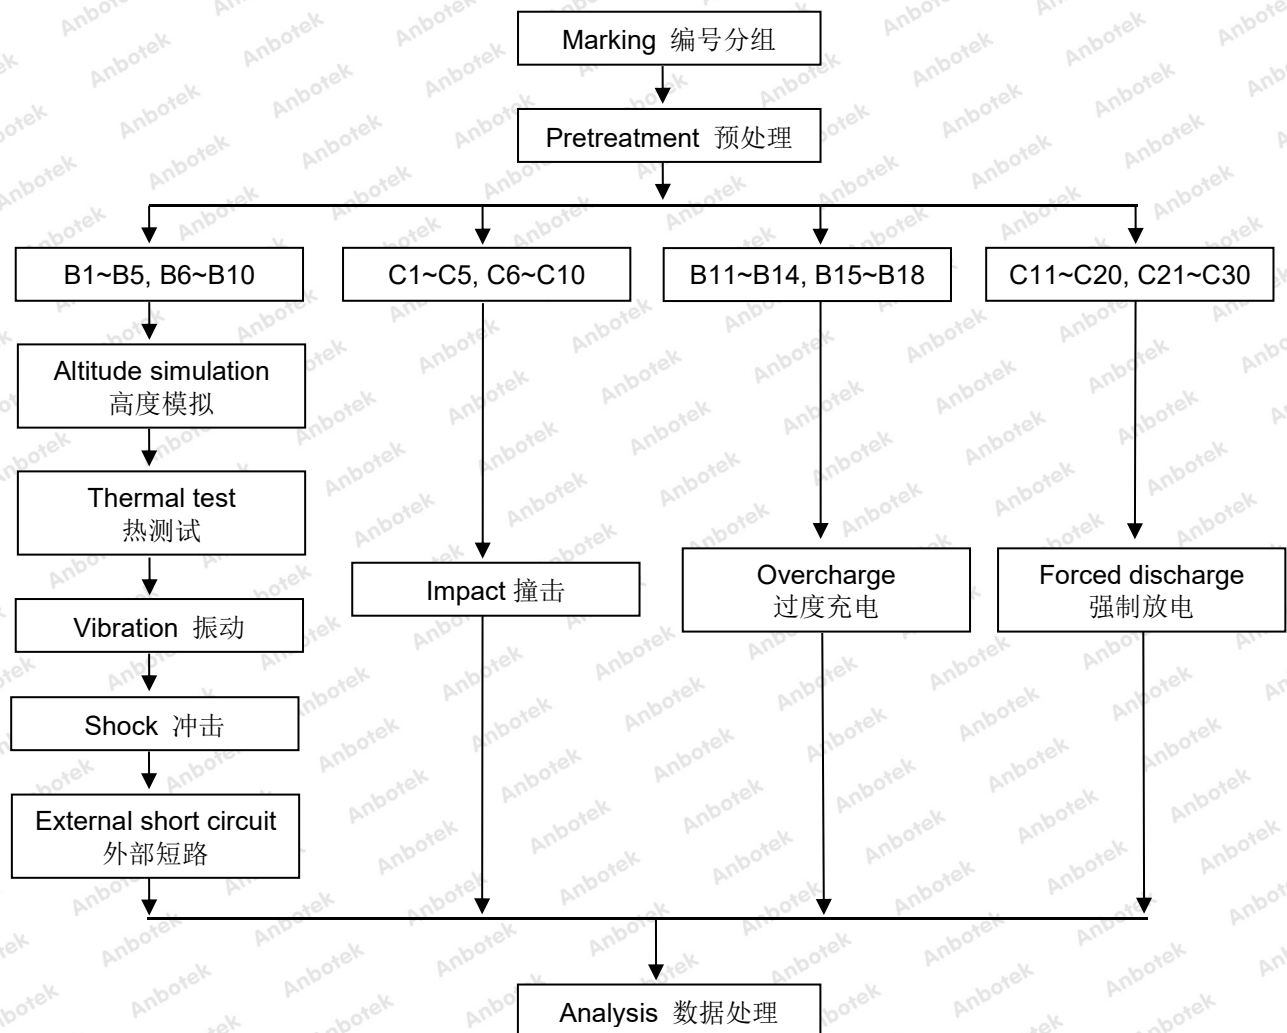 Marking 编号分组
Pretreatment 预处理
B1~B5, B6~B10
C1~C5, C6~C10
B11~B14, B15~B18
C11~C20, C21~C30
Altitude simulation
高度模拟
Thermal test
热测试
Vibration 振动
Shock 冲击
External short circuit
外部短路
Impact 撞击
Overcharge
过度充电
Forced discharge
强制放电
Analysis 数据处理
Anbotek